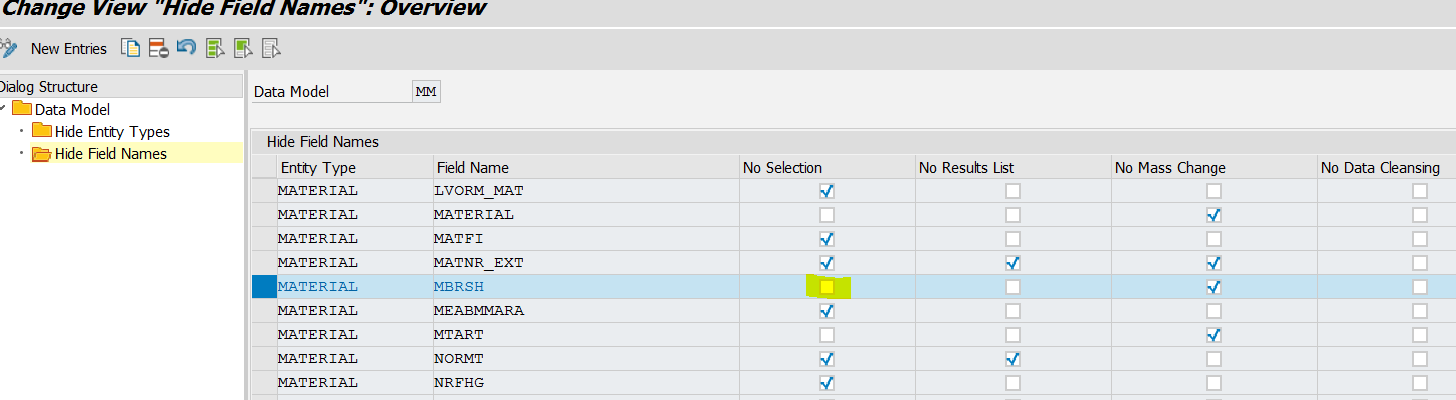 Change View "Hide Field Names": Overview
New Entries
Dialog Structure
Data Model
Hide Entity Types
Hide Field Names
Data Model MM
Hide Field Names
Entity Type Field Name No Selection No Results List No Mass Change No Data Cleansing
MATERIAL LVORM_MAT
MATERIAL MATERIAL
MATERIAL MATFI
MATERIAL MATNR_EXT
MATERIAL MBRSH
MATERIAL MEABMMARA
MATERIAL MTART
MATERIAL NORMT
MATERIAL NRFHG